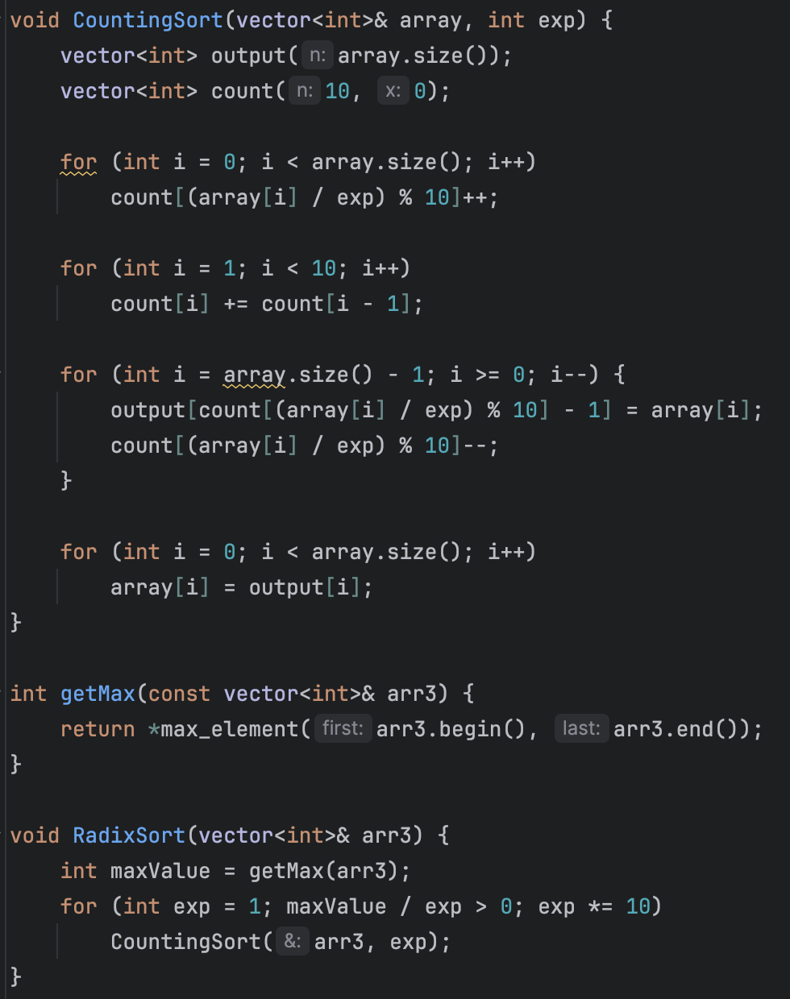 void CountingSort(vector<int>& array, int exp) {
    vector<int> output( n: array.size());
    vector<int> count( n: 10, x: 0);

    for (int i = 0; i < array.size(); i++)
        count[(array[i] / exp) % 10]++;

    for (int i = 1; i < 10; i++)
        count[i] += count[i - 1];

    for (int i = array.size() - 1; i >= 0; i--) {
        output[count[(array[i] / exp) % 10] - 1] = array[i];
        count[(array[i] / exp) % 10]--;
    }

    for (int i = 0; i < array.size(); i++)
        array[i] = output[i];
}

int getMax(const vector<int>& arr3) {
    return *max_element( first: arr3.begin(), last: arr3.end());
}

void RadixSort(vector<int>& arr3) {
    int maxValue = getMax(arr3);
    for (int exp = 1; maxValue / exp > 0; exp *= 10)
        CountingSort( &: arr3, exp);
}